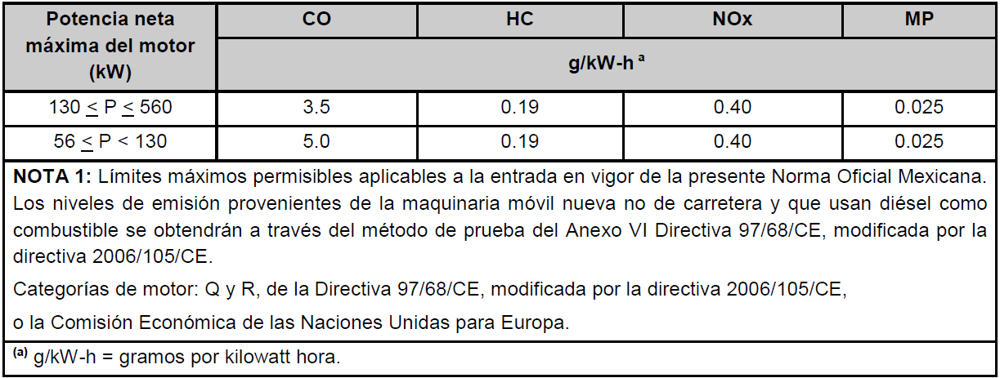 Potencia neta
máxima del motor
(kW)
CO HC NOx MP
g/kW-h a
130 < P < 560 3.5 0.19 0.40 0.025
56 < P < 130 5.0 0.19 0.40 0.025
NOTA 1: Límites máximos permisibles aplicables a la entrada en vigor de la presente Norma Oficial Mexicana.
Los niveles de emisión provenientes de la maquinaria móvil nueva no de carretera y que usan diésel como
combustible se obtendrán a través del método de prueba del Anexo VI Directiva 97/68/CE, modificada por la
directiva 2006/105/CE.
Categorías de motor: Q y R, de la Directiva 97/68/CE, modificada por la directiva 2006/105/CE,
o la Comisión Económica de las Naciones Unidas para Europa.
(a) g/kW-h = gramos por kilowatt hora.